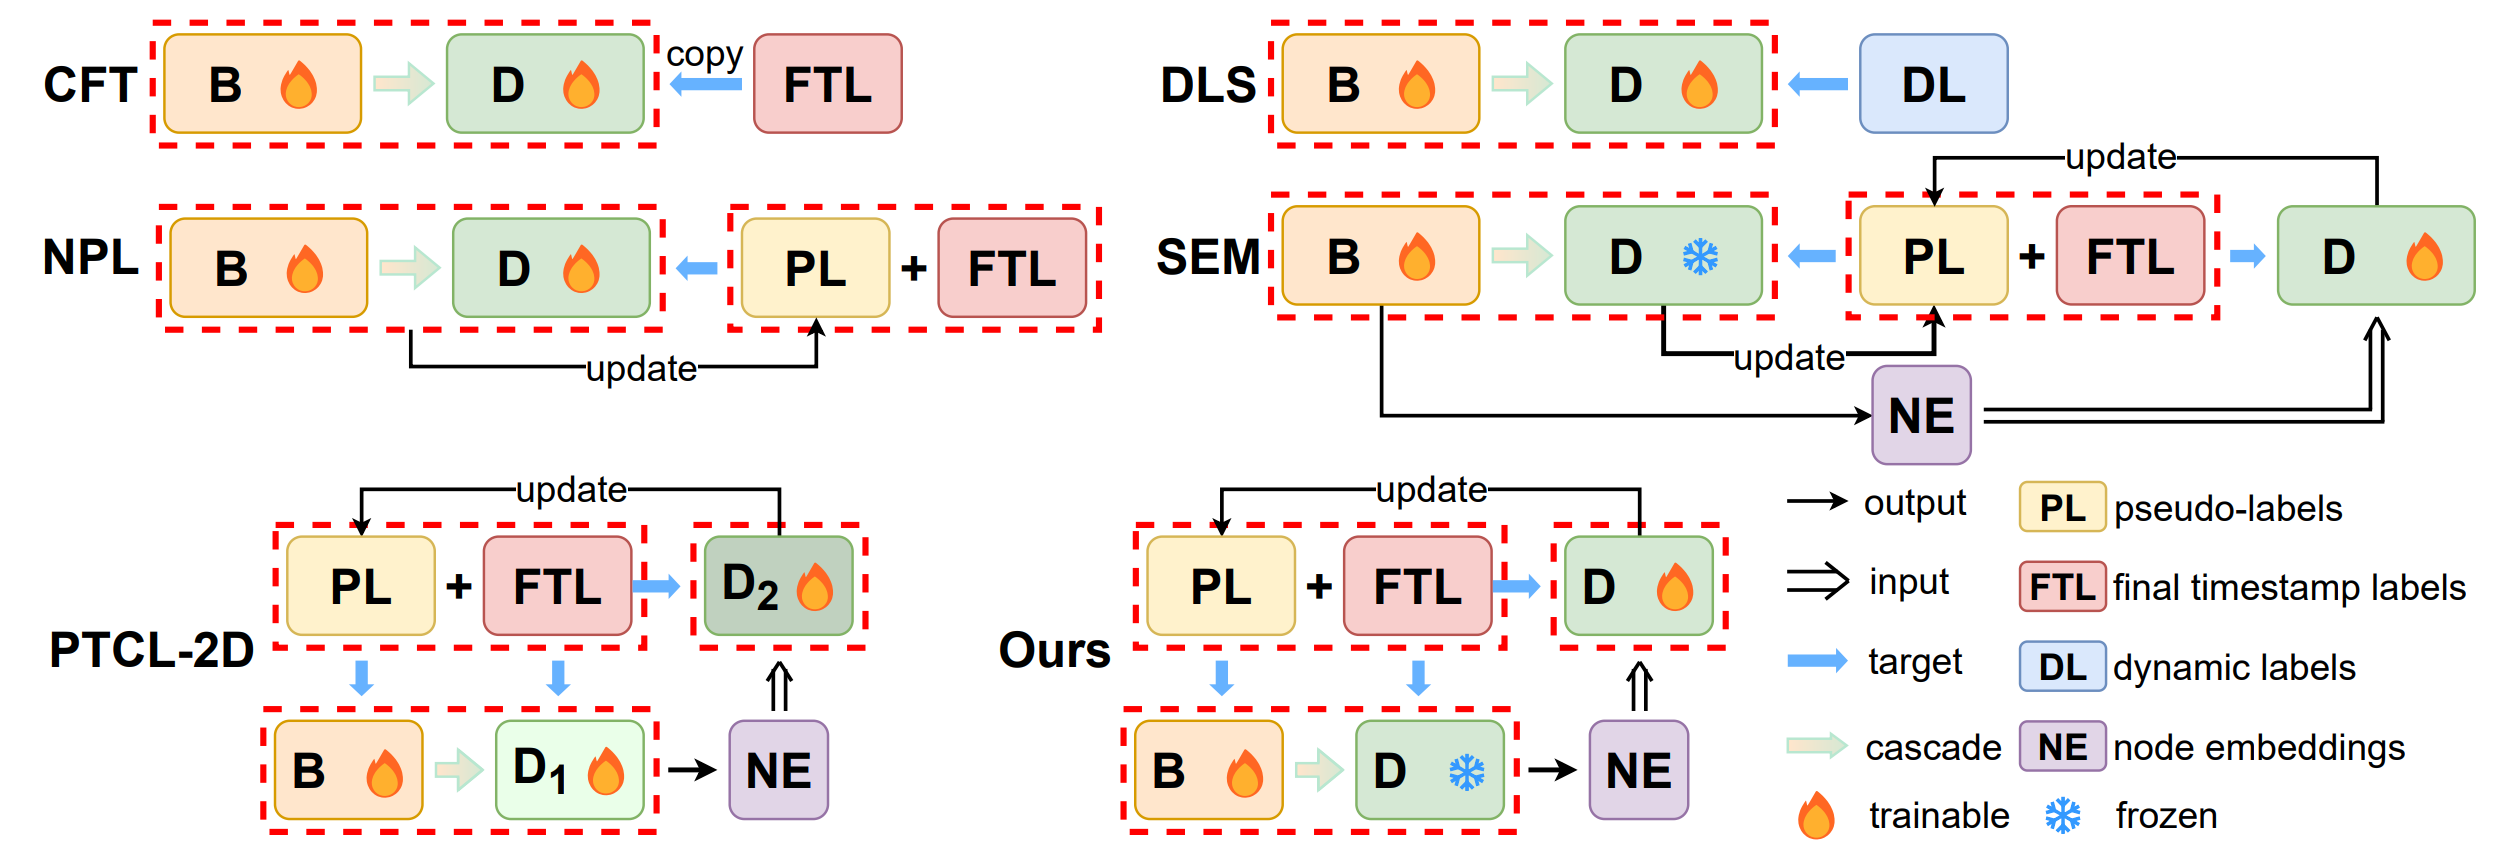 CFT B D copy FTL
DLS B D DL
NPL B D PL + FTL
update
update
SEM B D PL + FTL D
update
NE
update
PL + FTL D2
PTCL-2D
B D1 NE
update
PL + FTL D
Ours
B D NE
output PL pseudo-labels
input FTL final timestamp labels
target DL dynamic labels
cascade NE node embeddings
trainable frozen